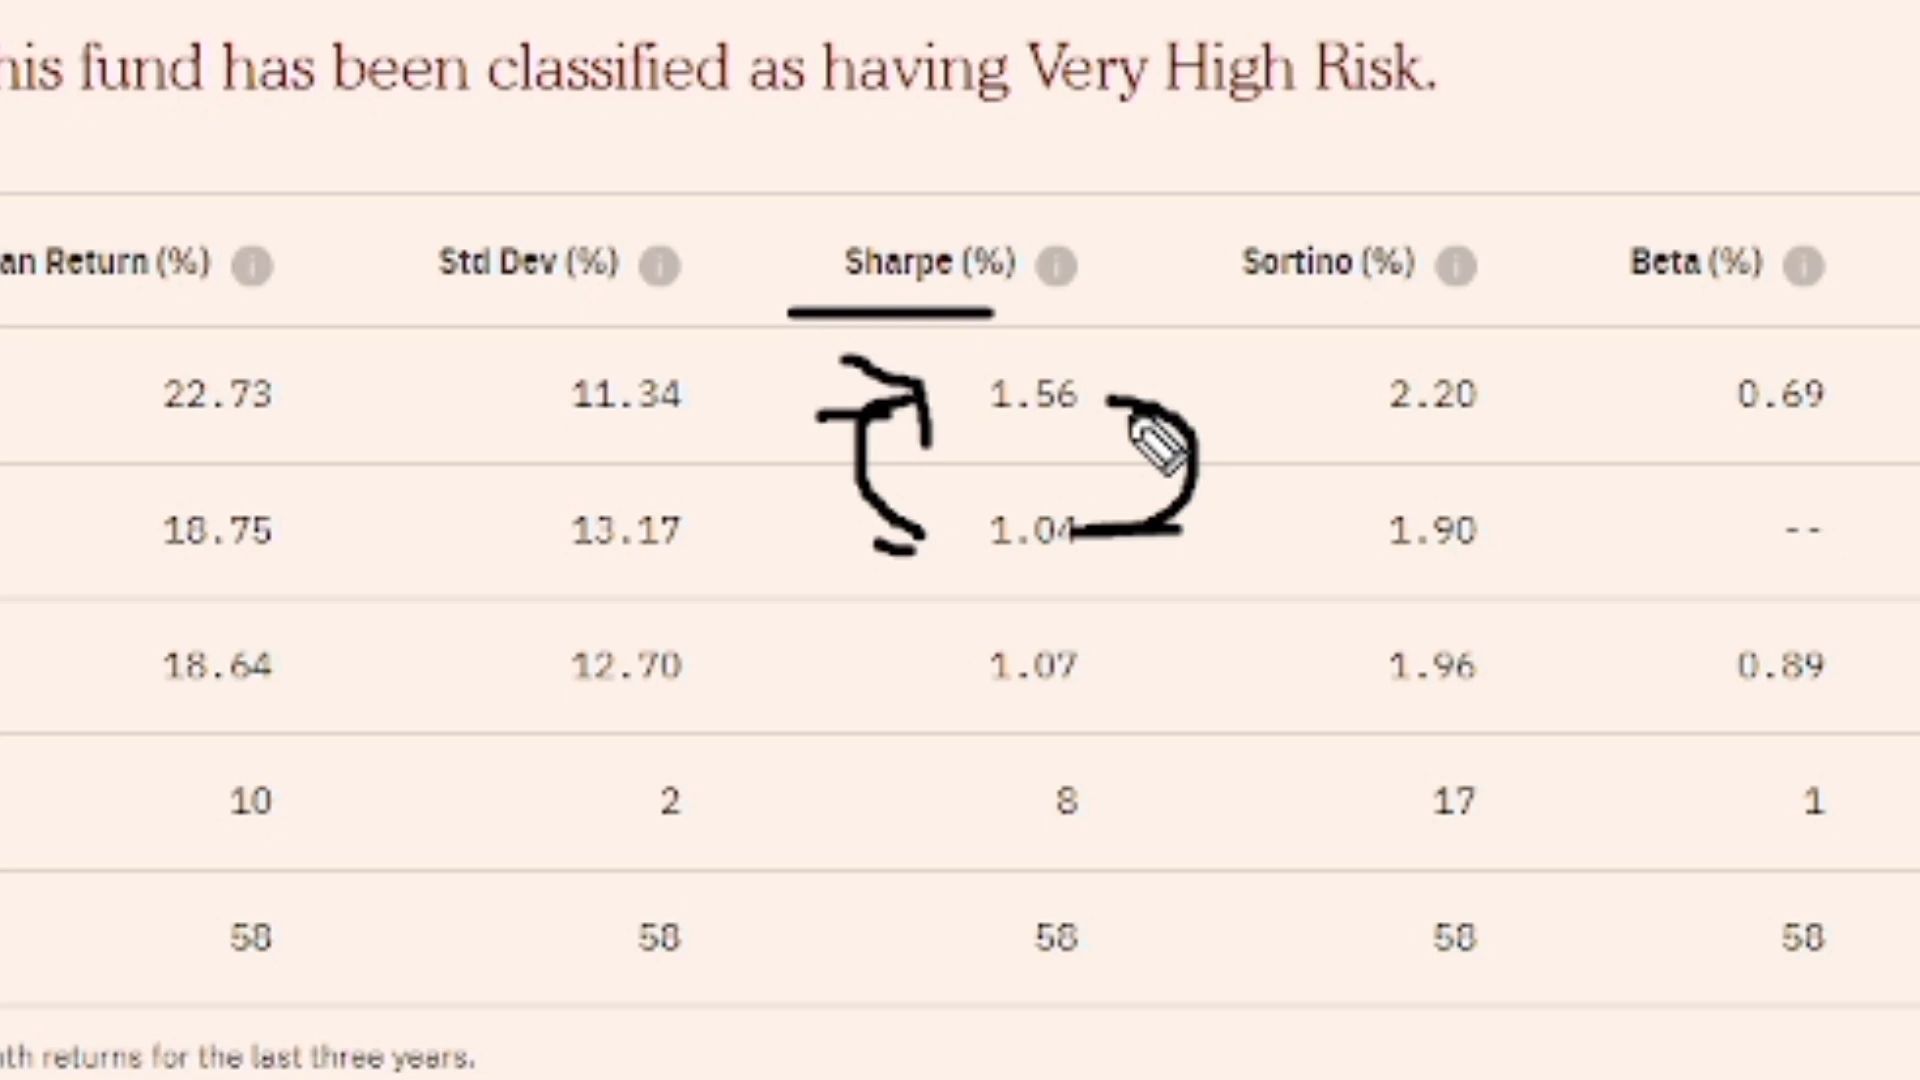 his fund has been classified as having Very High Risk.
an Return (%) Std Dev (%) Sharpe (%) Sortino (%) Beta (%)
22.73 11.34 1.56 2.20 0.69
18.75 13.17 1.04 1.90 --
18.64 12.70 1.07 1.96 0.89
10 2 8 17 1
58 58 58 58 58
nth returns for the last three years.